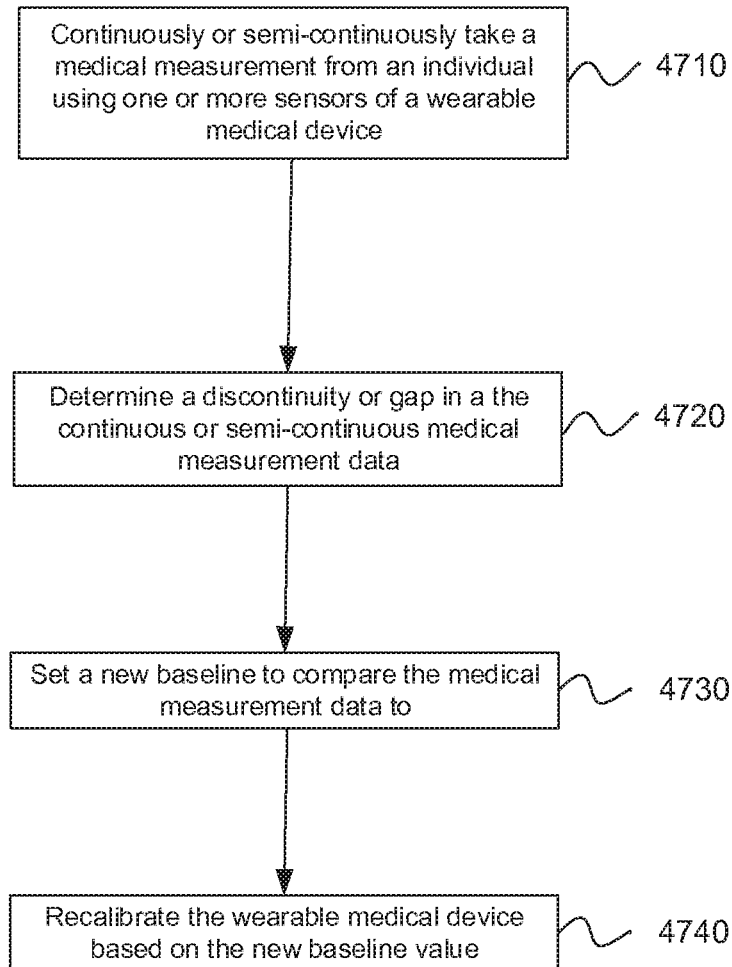 Continuously or semi-continuously take a
medical measurement from an individual
using one or more sensors of a wearable
medical device
4710
Determine a discontinuity or gap in a the
continuous or semi-continuous medical
measurement data
4720
Set a new baseline to compare the medical
measurement data to
4730
Recalibrate the wearable medical device
based on the new baseline value
4740